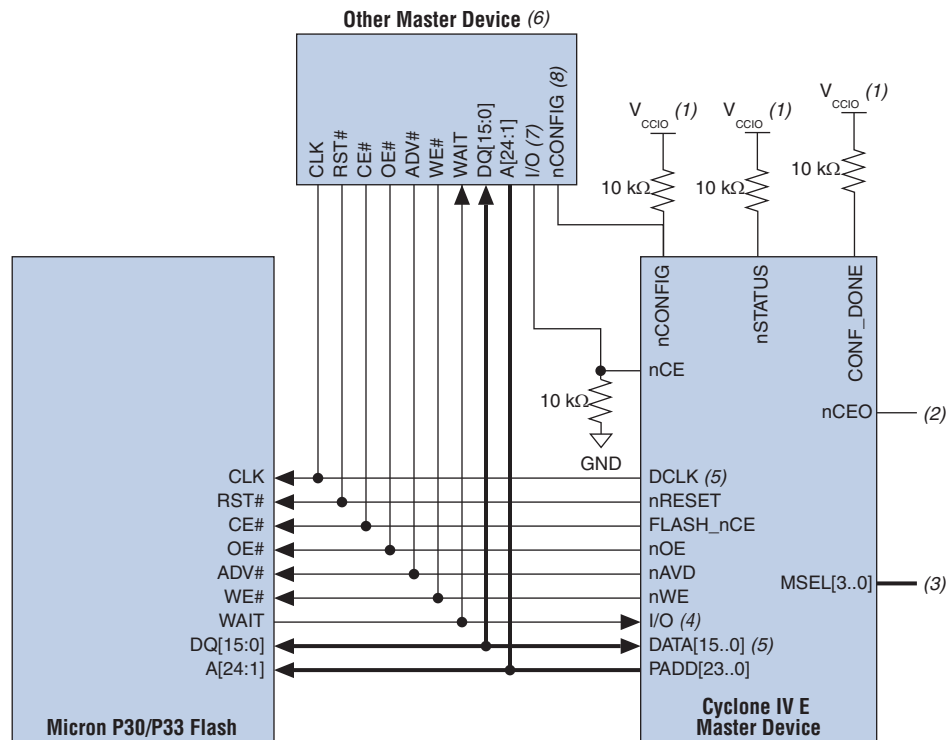 Other Master Device (6)
CLK
RST#
CE#
OE#
ADV#
WE#
WAIT
DQ[15:0]
A[24:1]
I/O (7)
nCONFIG (8)
VCCIO (1)
VCCIO (1)
VCCIO (1)
10 kΩ
10 kΩ
10 kΩ
nCONFIG
nSTATUS
CONF_DONE
nCE
10 kΩ
GND
nCEO
(2)
CLK
DCLK (5)
RST#
nRESET
CE#
FLASH_nCE
OE#
nOE
ADV#
nAVD
MSEL[3..0]
(3)
WE#
nWE
WAIT
I/O (4)
DQ[15:0]
DATA[15..0] (5)
A[24:1]
PADD[23..0]
Micron P30/P33 Flash
Cyclone IV E
Master Device